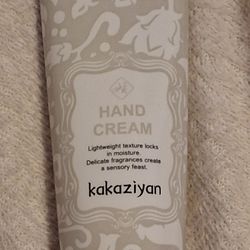 HAND
CREAM
Lightweight texture locks
in moisture.
Delicate fragrances create
a sensory feast.
kakaziyan